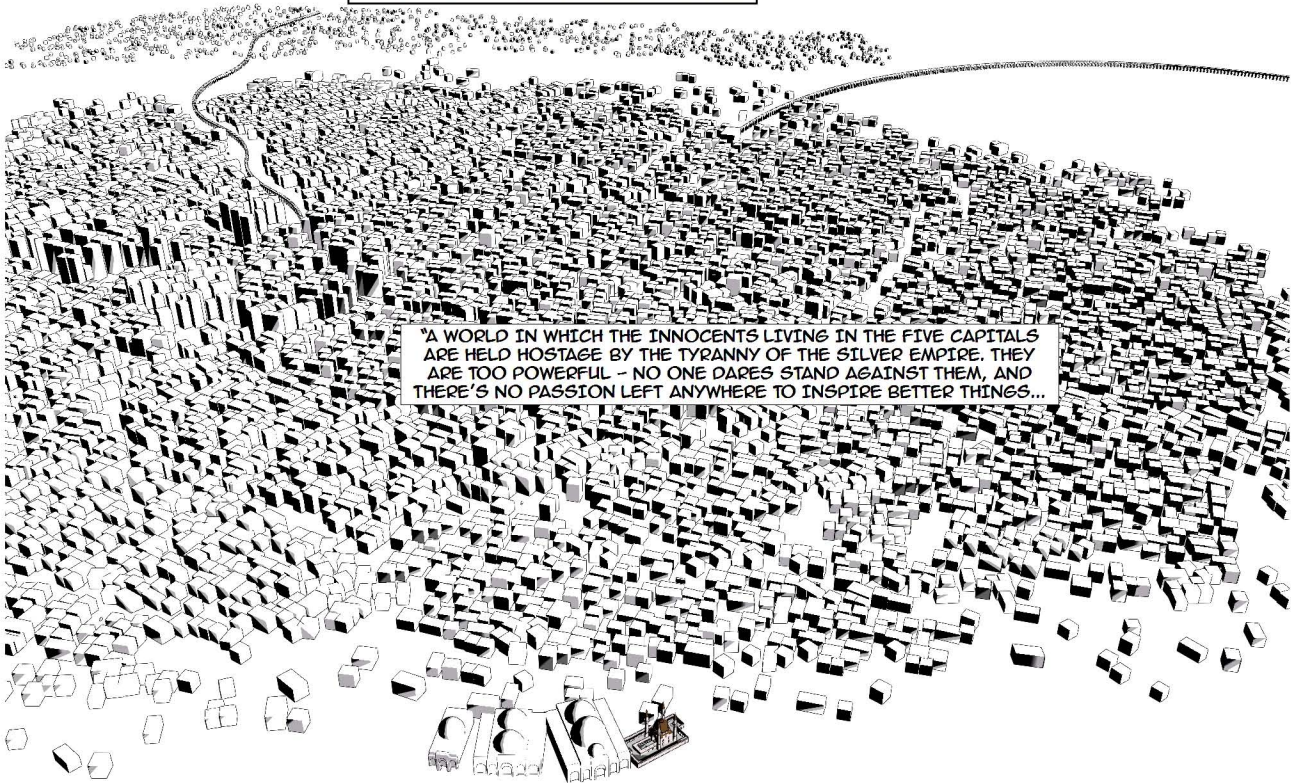 "A WORLD IN WHICH THE INNOCENTS LIVING IN THE FIVE CAPITALS
ARE HELD HOSTAGE BY THE TYRANNY OF THE SILVER EMPIRE. THEY
ARE TOO POWERFUL - NO ONE DARES STAND AGAINST THEM, AND
THERE'S NO PASSION LEFT ANYWHERE TO INSPIRE BETTER THINGS...